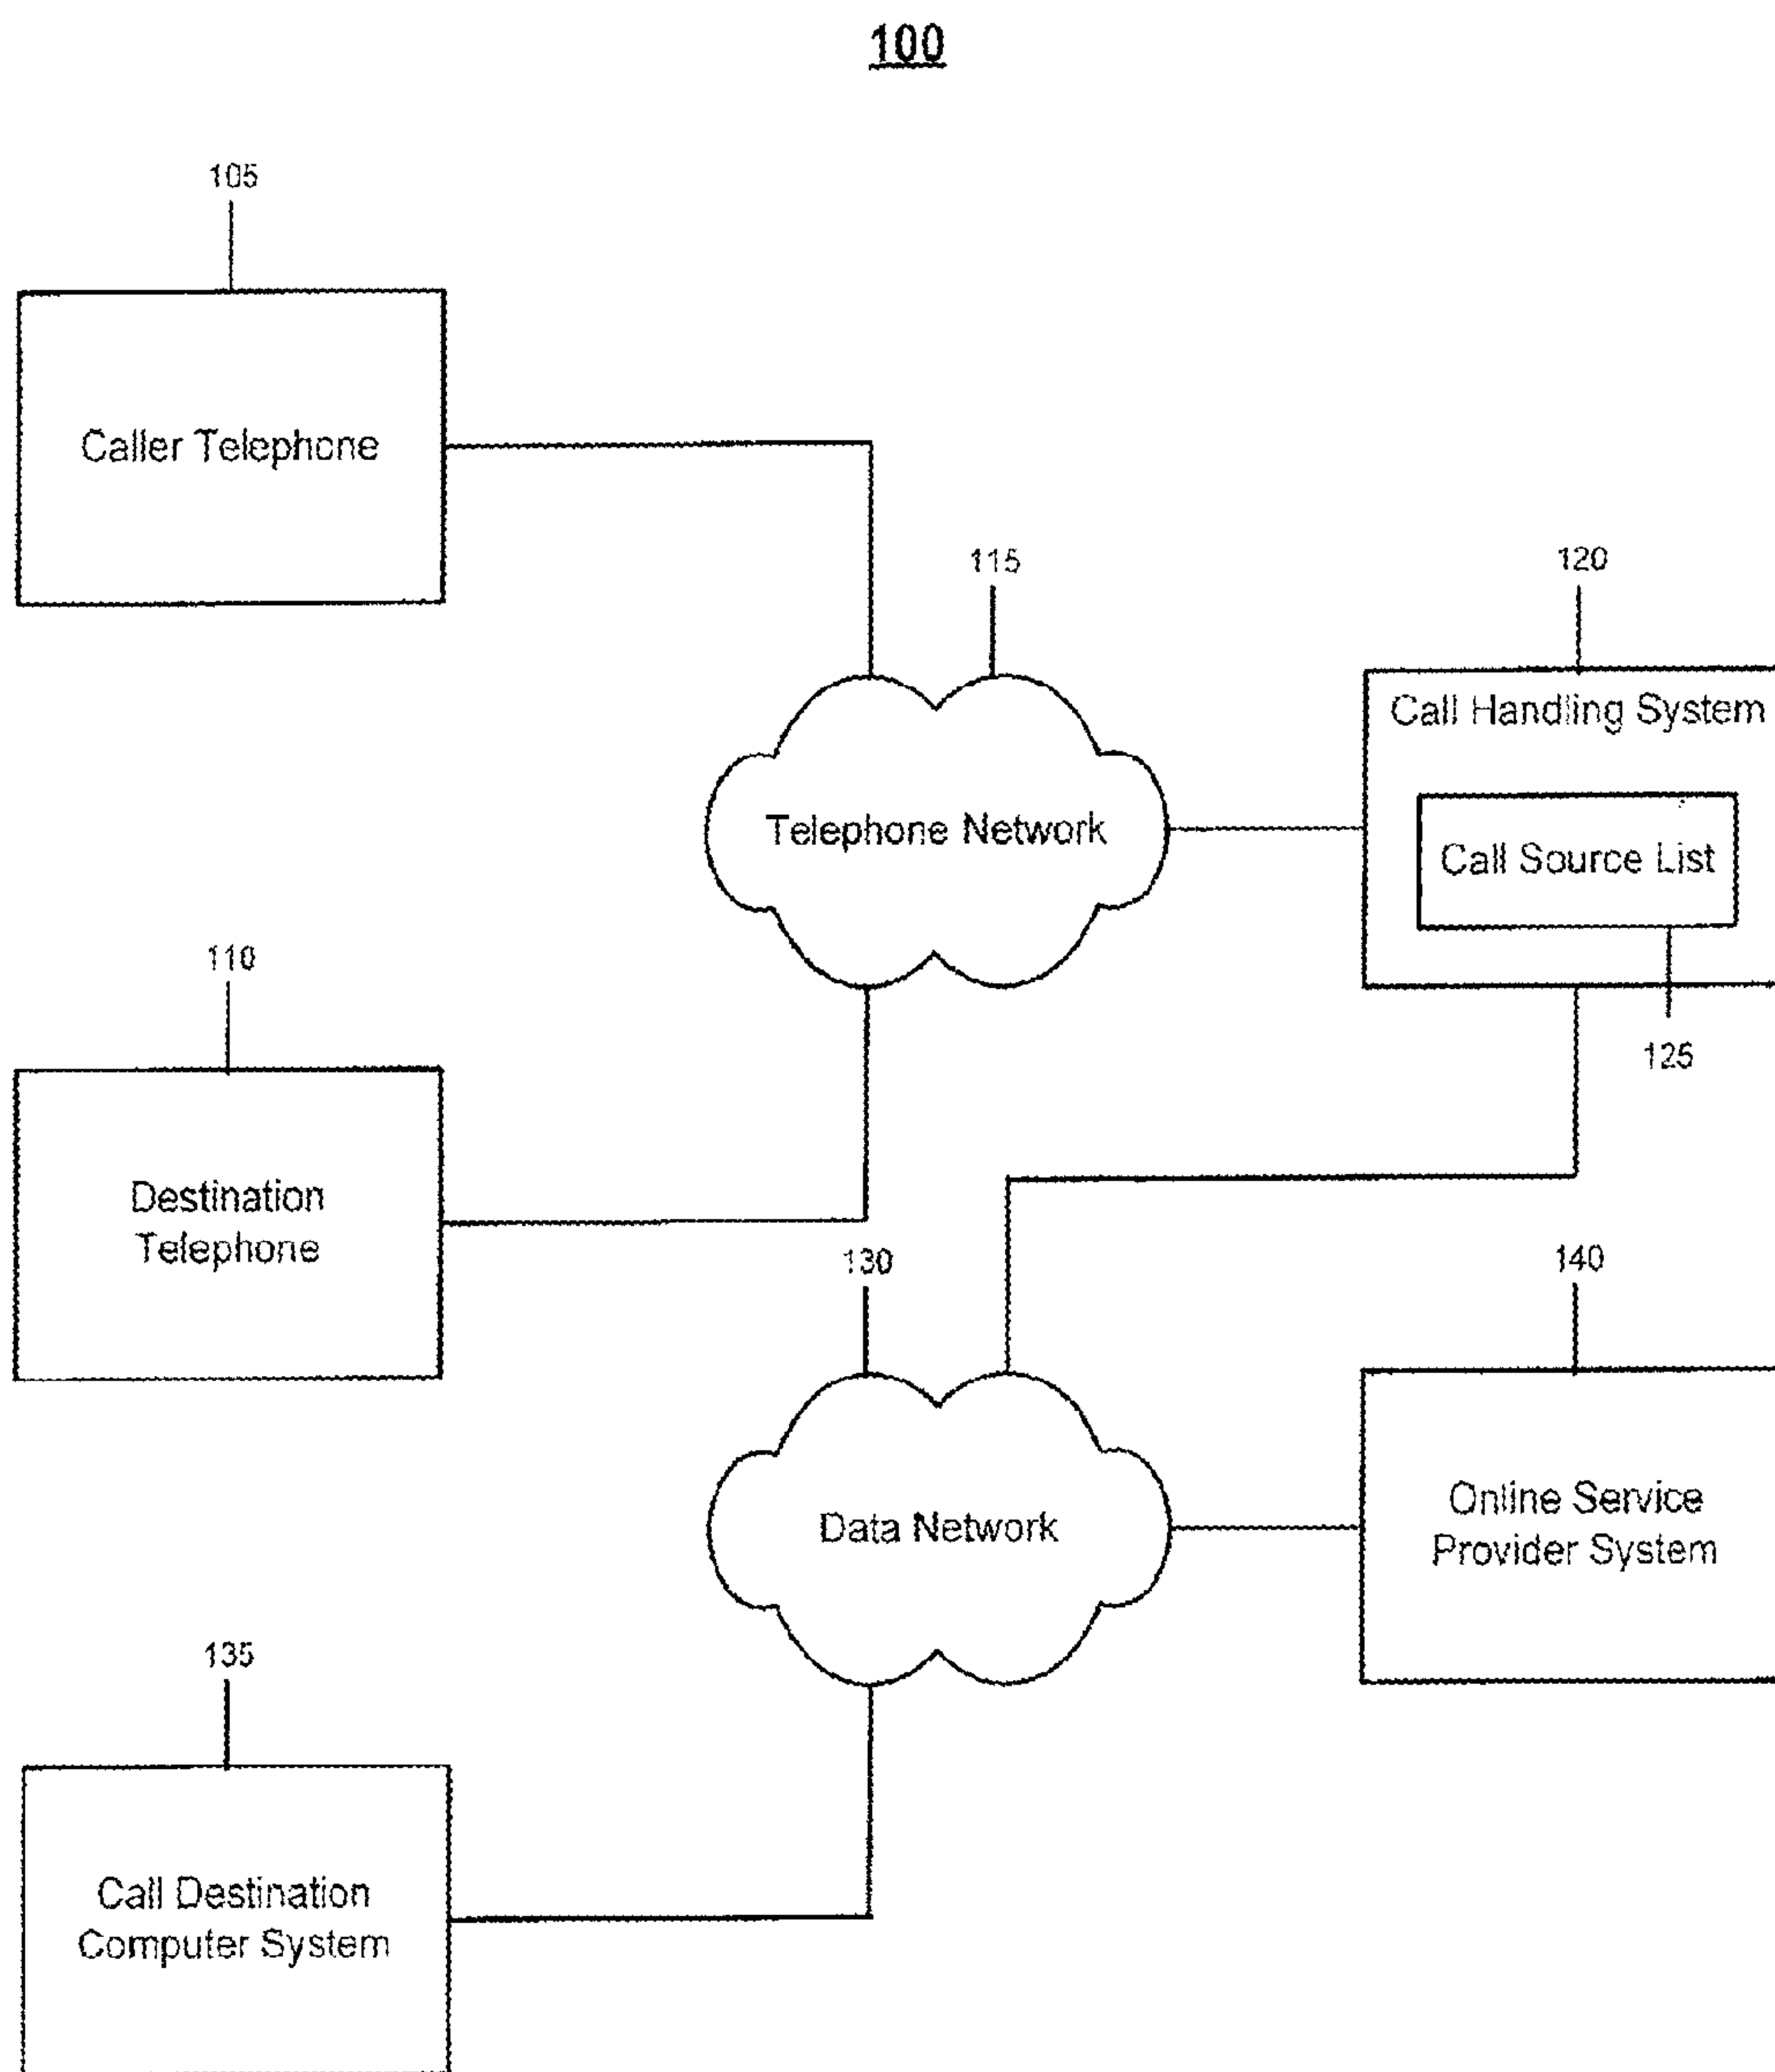 100
105
Caller Telephone
115
120
Call Handling System
Telephone Network
Call Source List
110
125
Destination
Telephone
130
140
Data Network
Online Service
Provider System
135
Call Destination
Computer System